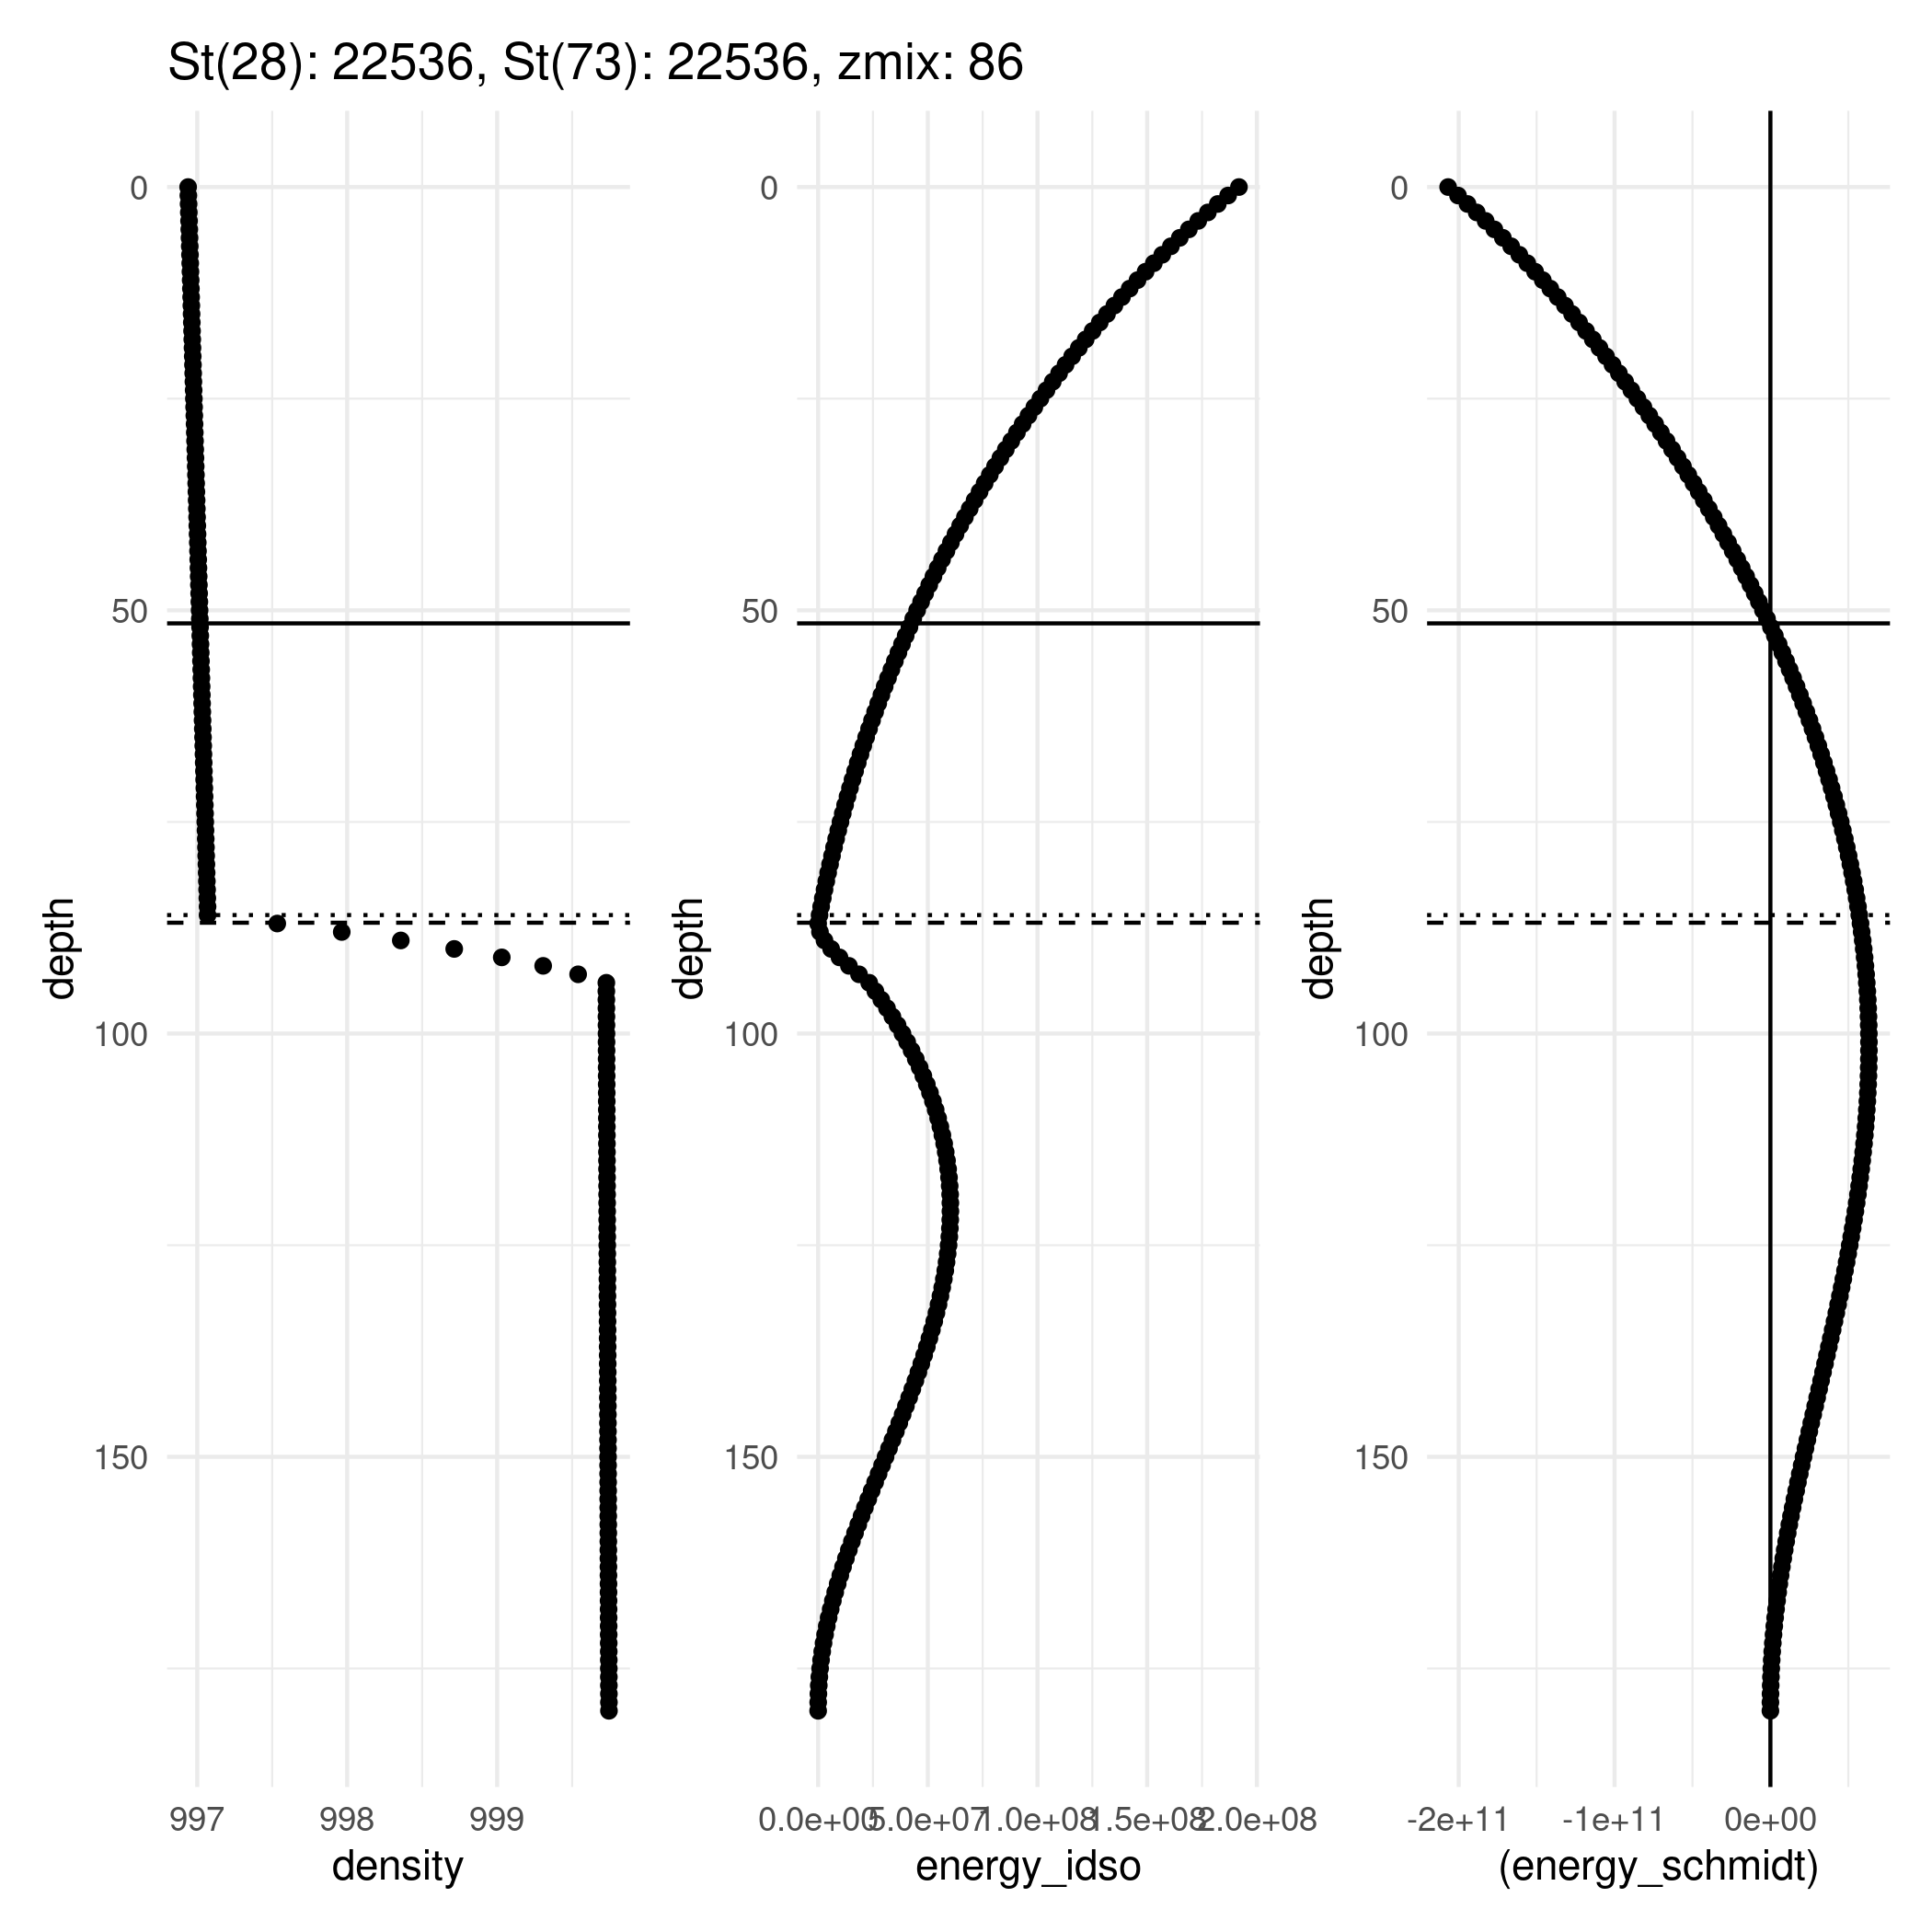 St(28): 22536, St(73): 22536, zmix: 86
depth
0
50
100
150
997
998
999
density
depth
0
50
100
150
0.0e+00
5.0e+07
1.0e+08
1.5e+08
2.0e+08
energy_idso
depth
0
50
100
150
-2e+11
-1e+11
0e+00
(energy_schmidt)